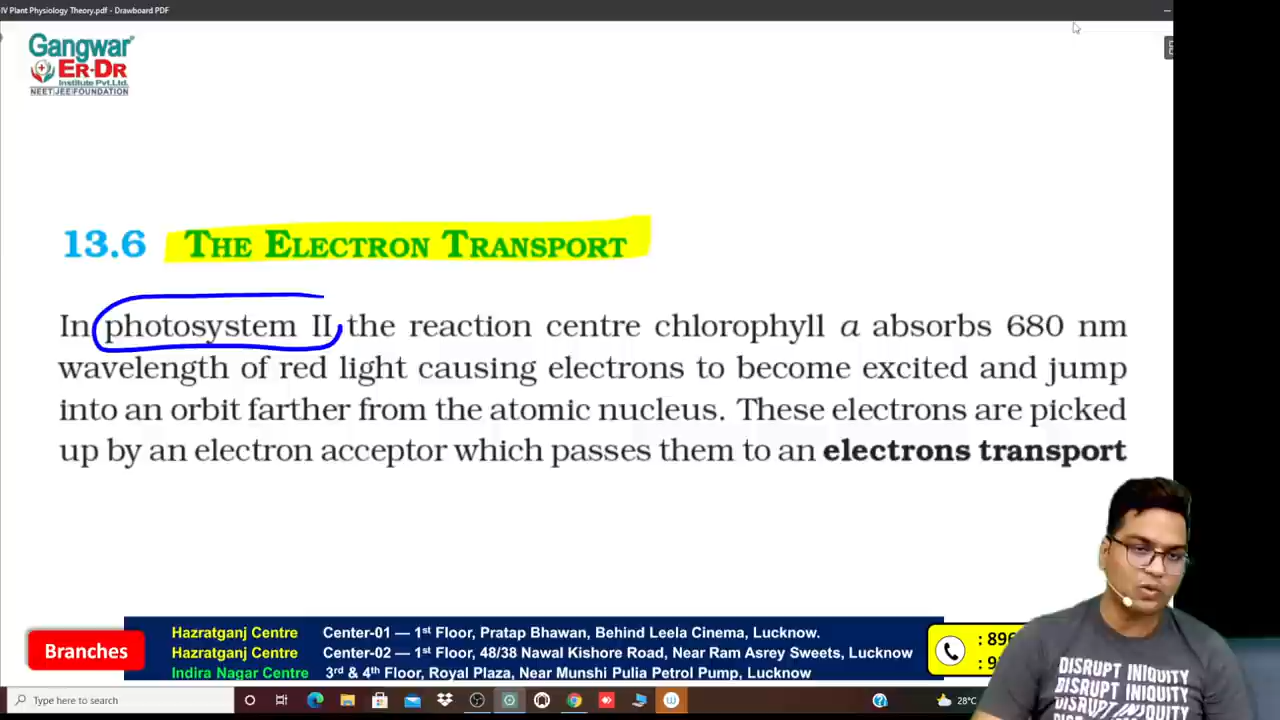 IV Plant Physiology Theory.pdf - Drawboard PDF
Gangwar
ER-DR
Institute Pvt.Ltd.
NEET|JEE|FOUNDATION
13.6 THE ELECTRON TRANSPORT
In photosystem II the reaction centre chlorophyll a absorbs 680 nm
wavelength of red light causing electrons to become excited and jump
into an orbit farther from the atomic nucleus. These electrons are picked
up by an electron acceptor which passes them to an electrons transport
Branches
Hazratganj Centre Center-01 — 1st Floor, Pratap Bhawan, Behind Leela Cinema, Lucknow.
Hazratganj Centre Center-02 — 1st Floor, 48/38 Nawal Kishore Road, Near Ram Asrey Sweets, Lucknow
Indira Nagar Centre 3rd & 4th Floor, Royal Plaza, Near Munshi Pulia Petrol Pump, Lucknow
: 896
: 9
DISRUPT INIQUITY
DISRUPT INIQUITY
DISRUPT INIQUITY
Type here to search
28°C